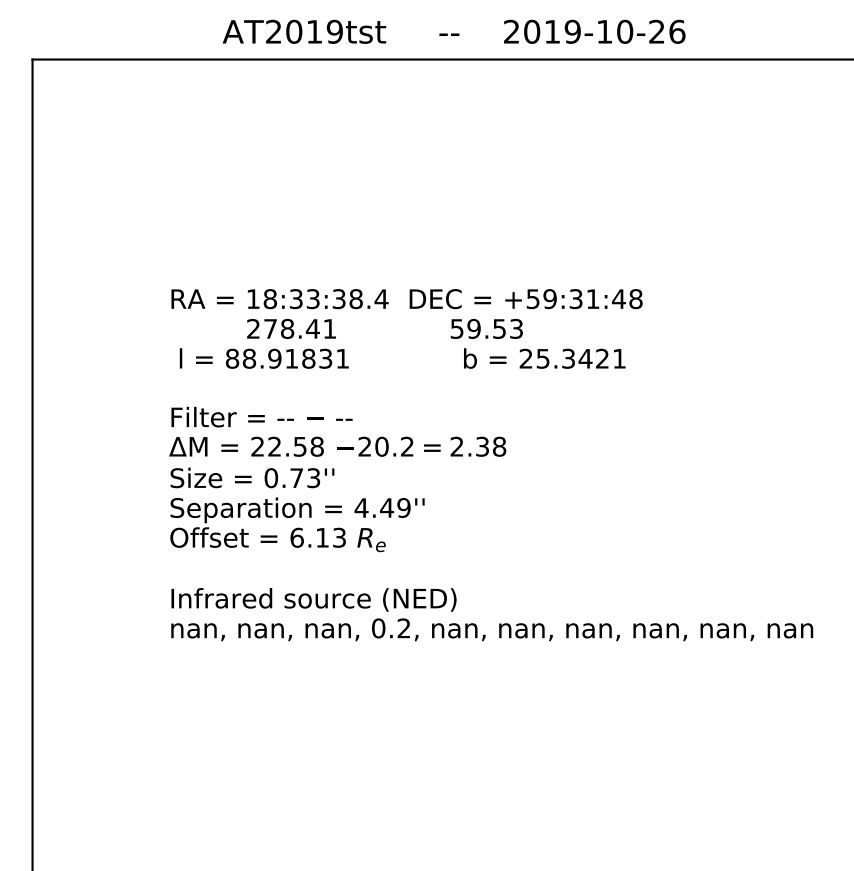 AT2019tst -- 2019-10-26
RA = 18:33:38.4 DEC = +59:31:48
278.41 59.53
l = 88.91831 b = 25.3421
Filter = -- − --
ΔM = 22.58 −20.2 = 2.38
Size = 0.73''
Separation = 4.49''
Offset = 6.13 Rₑ
Infrared source (NED)
nan, nan, nan, 0.2, nan, nan, nan, nan, nan, nan